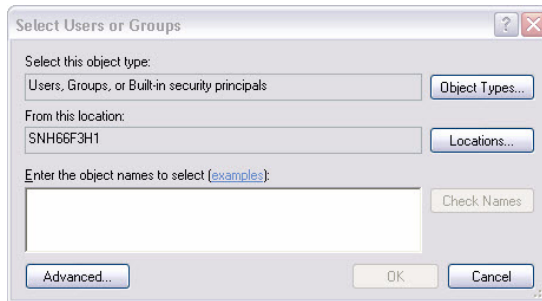 Select Users or Groups
Select this object type:
Users, Groups, or Built-in security principals
Object Types...
From this location:
SNH66F3H1
Locations...
Enter the object names to select (examples):
Check Names
Advanced...
OK
Cancel